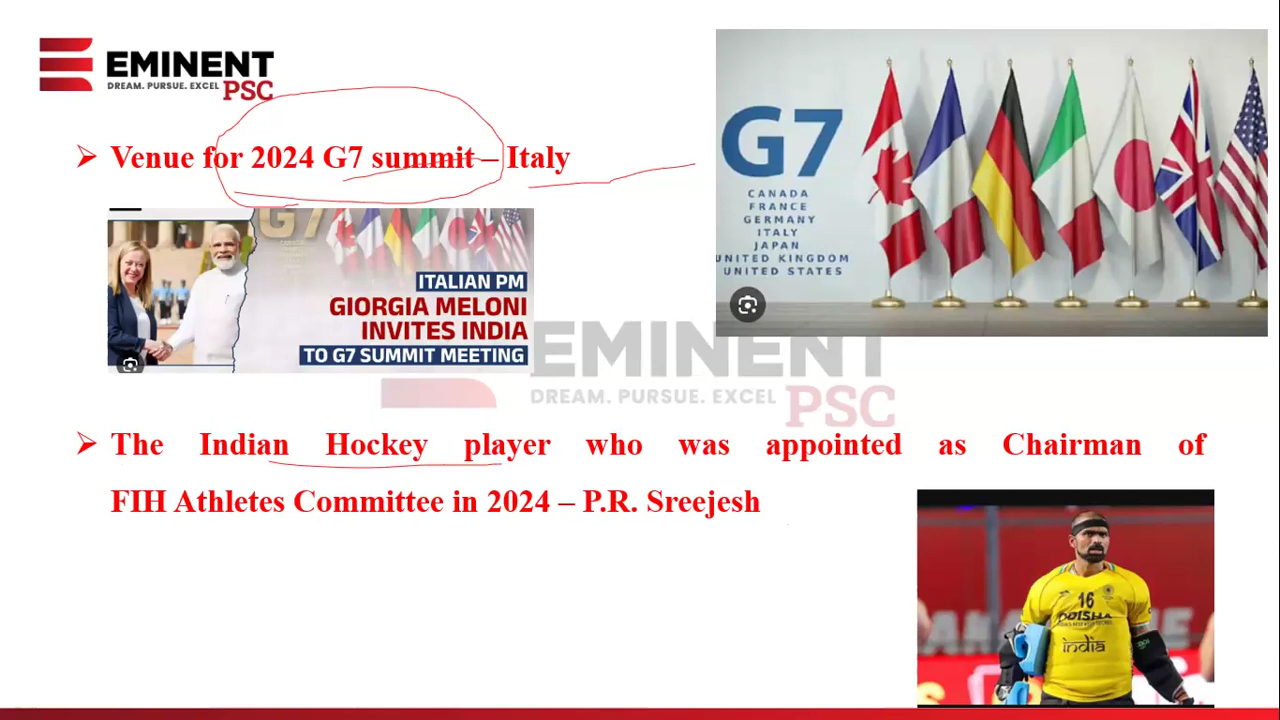 EMINENT
DREAM. PURSUE. EXCEL
PSC
➢ Venue for 2024 G7 summit – Italy
G7
CANADA
FRANCE
GERMANY
ITALY
JAPAN
UNITED KINGDOM
UNITED STATES
G7
ITALIAN PM
GIORGIA MELONI
INVITES INDIA
TO G7 SUMMIT MEETING
EMINENT
DREAM. PURSUE. EXCEL
PSC
➢ The Indian Hockey player who was appointed as Chairman of
FIH Athletes Committee in 2024 – P.R. Sreejesh
16
ODISHA
india